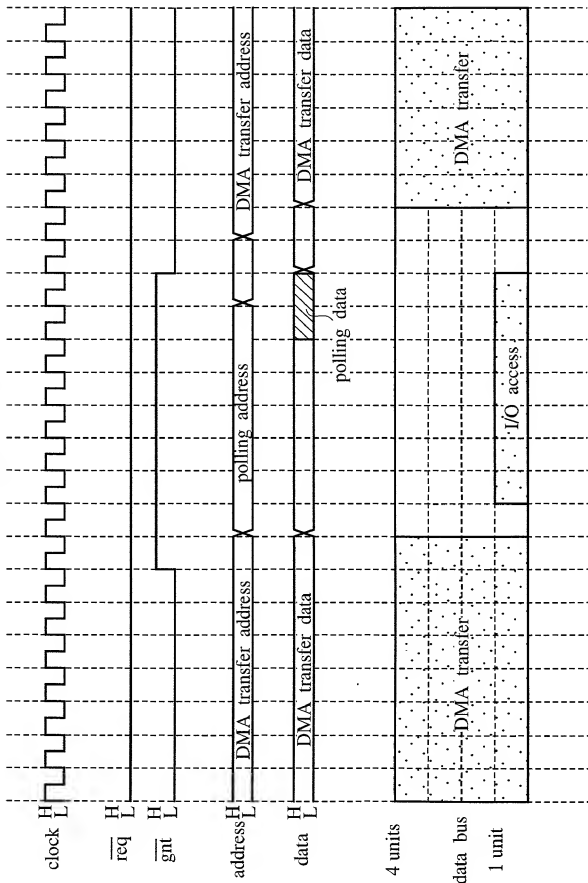 clock H
L
req H
L
gnt H
L
address H
L
DMA transfer address
polling address
DMA transfer address
data H
L
DMA transfer data
polling data
DMA transfer data
4 units
data bus
1 unit
DMA transfer
I/O access
DMA transfer